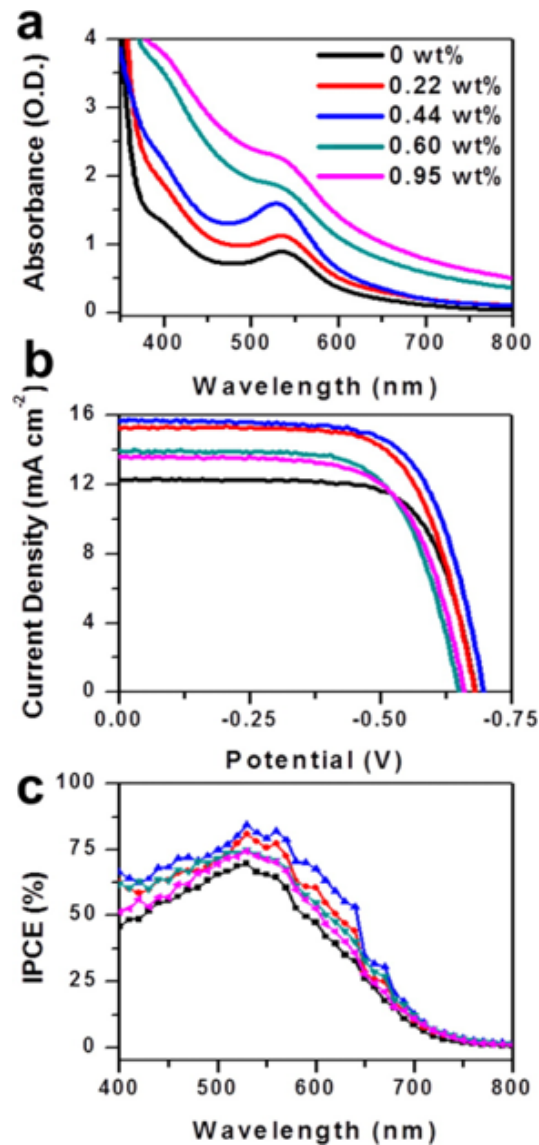 a
Absorbance (O.D.)
4
3
2
1
0
0 wt%
0.22 wt%
0.44 wt%
0.60 wt%
0.95 wt%
400 500 600 700 800
Wavelength (nm)
b
Current Density (mA cm⁻²)
16
12
8
4
0
0.00 -0.25 -0.50 -0.75
Potential (V)
c
IPCE (%)
100
75
50
25
0
400 500 600 700 800
Wavelength (nm)